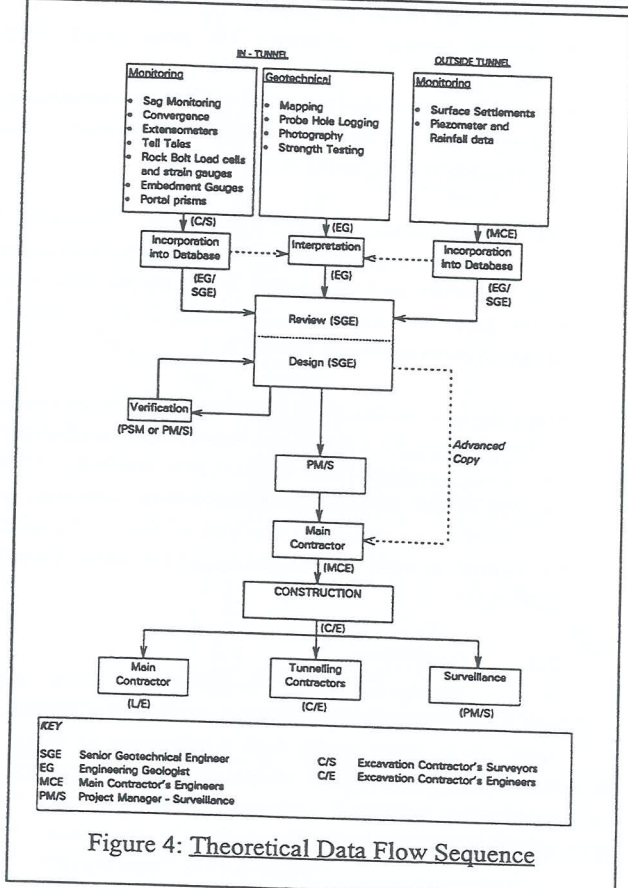 IN - TUNNEL
OUTSIDE TUNNEL
Monitoring
• Sag Monitoring
• Convergence
• Extensometers
• Tell Tales
• Rock Bolt Load cells
and strain gauges
• Embedment Gauges
• Portal prisms
Geotechnical
• Mapping
• Probe Hole Logging
• Photography
• Strength Testing
Monitoring
• Surface Settlements
• Piezometer and
Rainfall data
(C/S)
(EG)
(MCE)
Incorporation
into Database
Interpretation
Incorporation
into Database
(EG/
SGE)
(EG)
(EG/
SGE)
Review (SGE)
Design (SGE)
Verification
(PSM or PM/S)
Advanced
Copy
PM/S
Main
Contractor
(MCE)
CONSTRUCTION
(C/E)
Main
Contractor
(L/E)
Tunnelling
Contractors
(C/E)
Surveillance
(PM/S)
KEY
SGE Senior Geotechnical Engineer
EG Engineering Geologist
MCE Main Contractor's Engineers
PM/S Project Manager - Surveillance
C/S Excavation Contractor's Surveyors
C/E Excavation Contractor's Engineers
Figure 4: Theoretical Data Flow Sequence